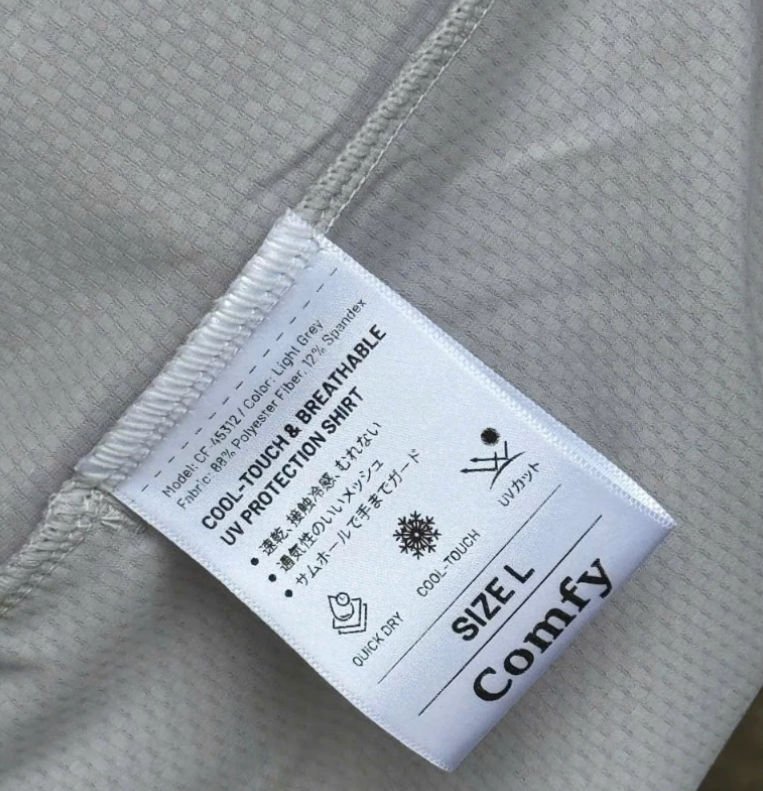 Model: CF 45312 / Color: Light Grey
Fabric: 88% Polyester Fiber, 12% Spandex
COOL-TOUCH & BREATHABLE
UV PROTECTION SHIRT
• 速乾、接触冷感、むれない
• 通気性のいいメッシュ
• サムホールで手までガード
QUICK DRY
COOL-TOUCH
UVカット
SIZE L
Comfy